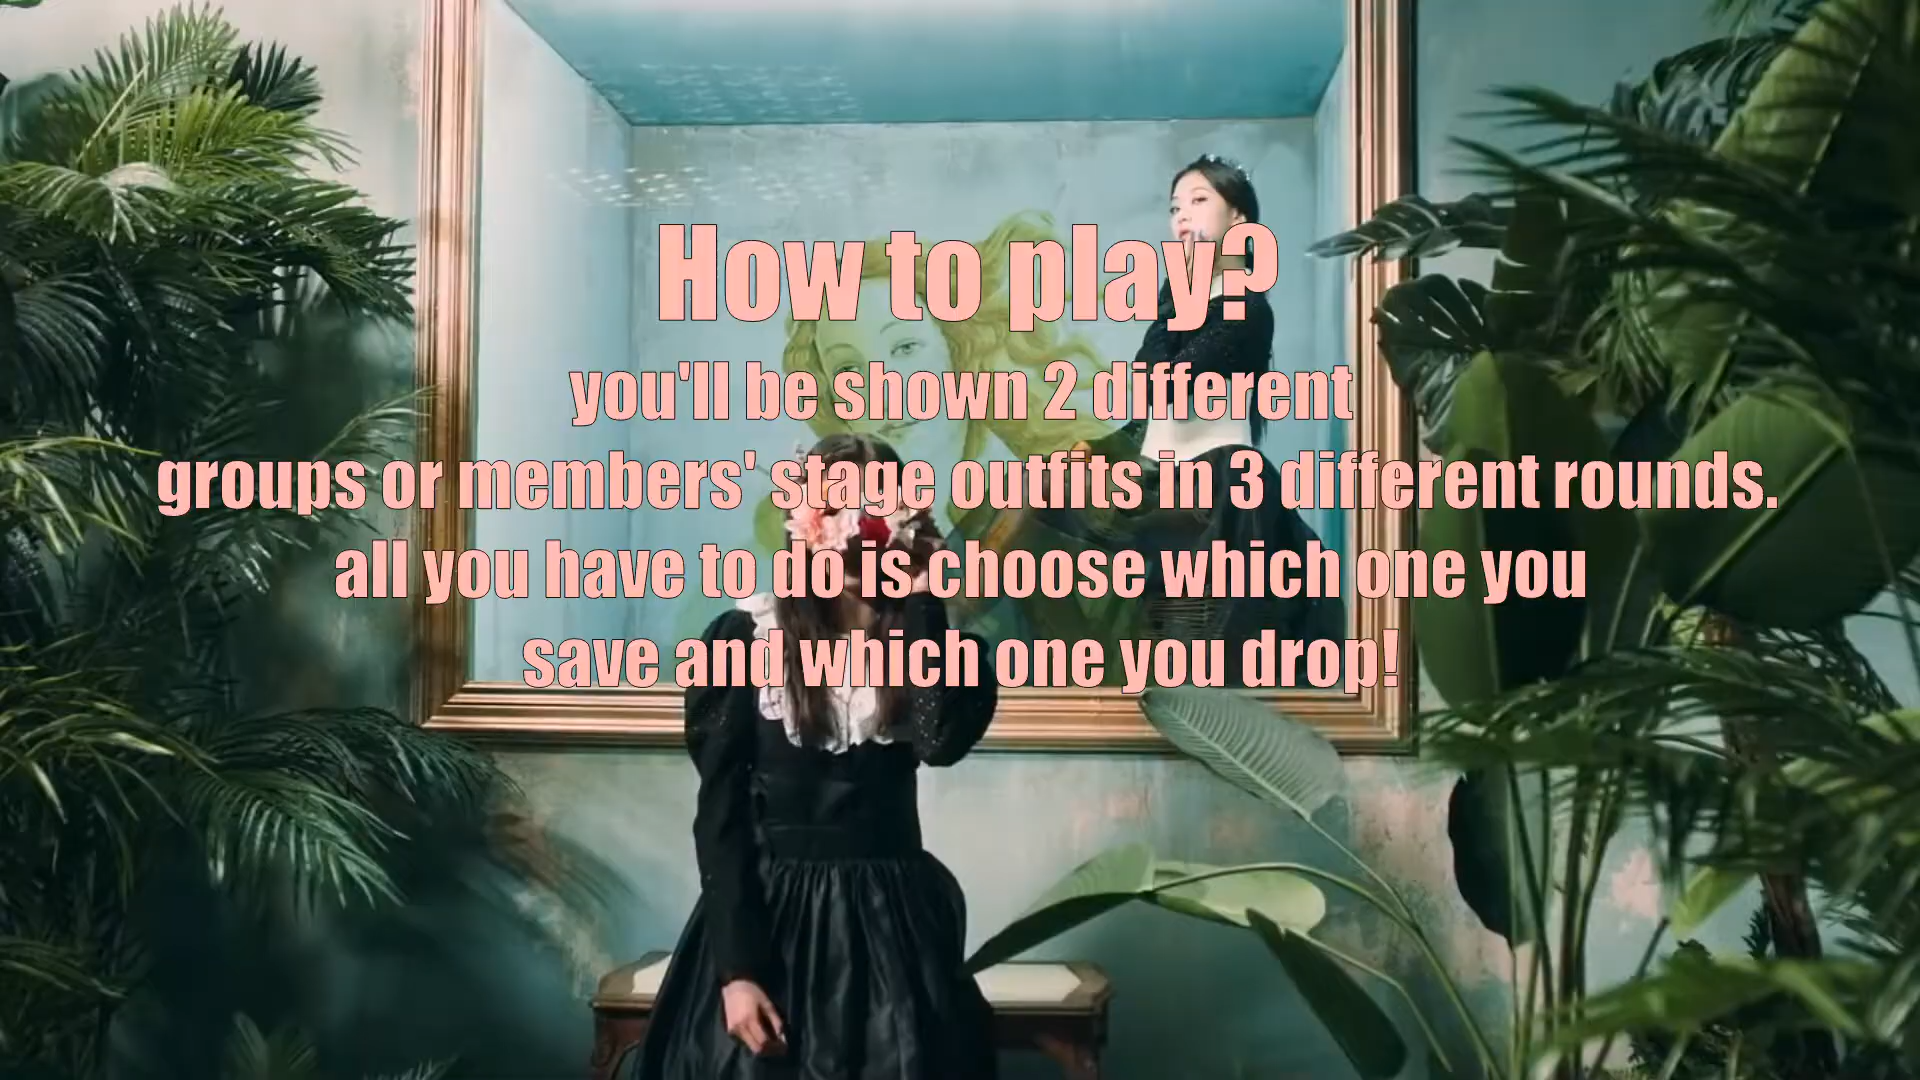 How to play?
you'll be shown 2 different
groups or members' stage outfits in 3 different rounds.
all you have to do is choose which one you
save and which one you drop!